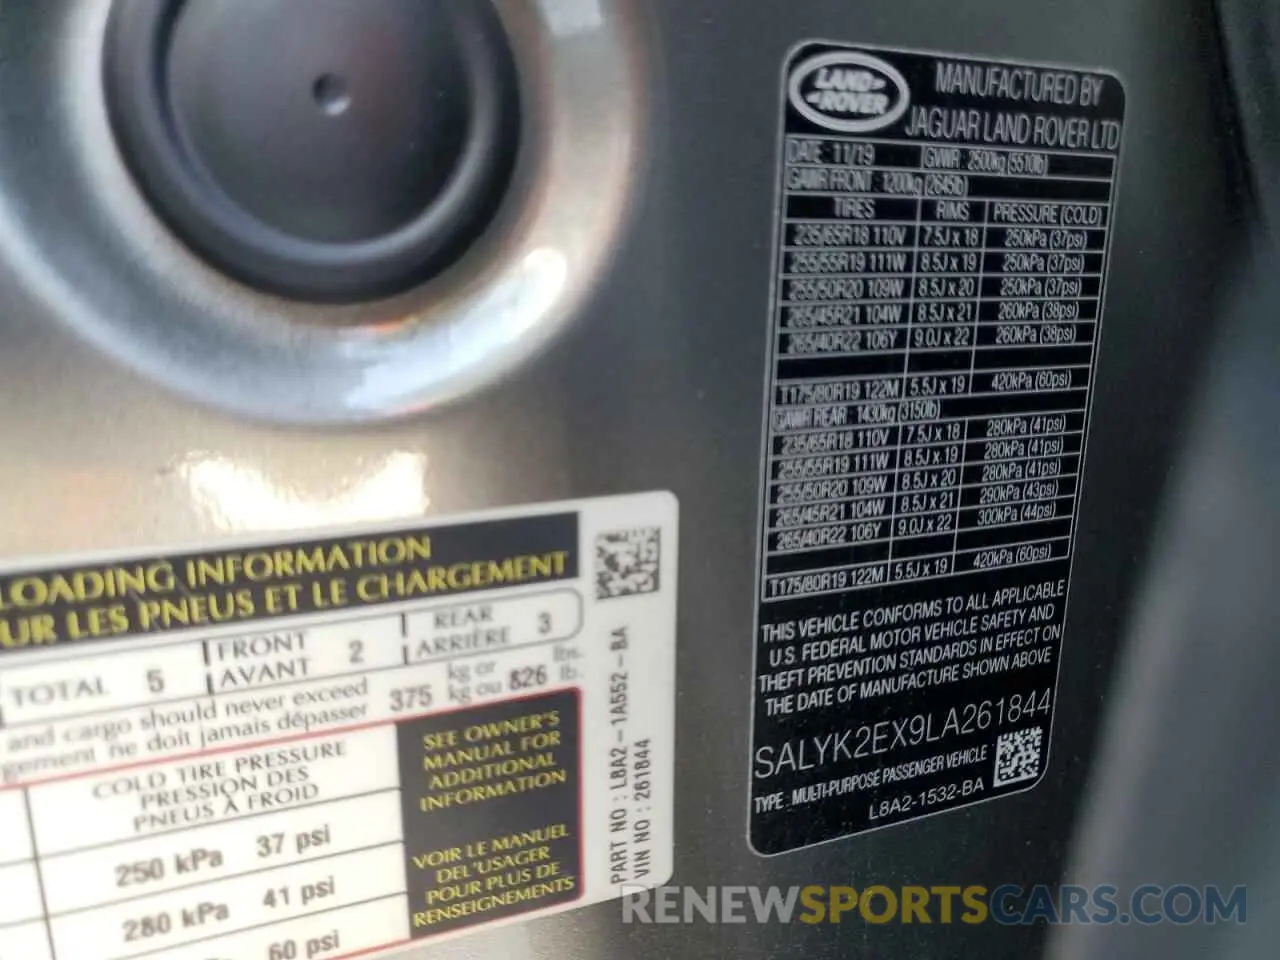 LAND ROVER
MANUFACTURED BY
JAGUAR LAND ROVER LTD
DATE: 11/19 GVWR: 2500kg (5510lb)
GAWR FRONT: 1200kg (2645lb)
TIRES RIMS PRESSURE (COLD)
235/65R18 110V 7.5J x 18 250kPa (37psi)
255/55R19 111W 8.5J x 19 250kPa (37psi)
255/50R20 109W 8.5J x 20 250kPa (37psi)
265/45R21 104W 8.5J x 21 260kPa (38psi)
265/40R22 106Y 9.0J x 22 260kPa (38psi)
T175/80R19 122M 5.5J x 19 420kPa (60psi)
GAWR REAR: 1430kg (3150lb)
235/65R18 110V 7.5J x 18 280kPa (41psi)
255/55R19 111W 8.5J x 19 280kPa (41psi)
255/50R20 109W 8.5J x 20 280kPa (41psi)
265/45R21 104W 8.5J x 21 290kPa (43psi)
265/40R22 106Y 9.0J x 22 300kPa (44psi)
T175/80R19 122M 5.5J x 19 420kPa (60psi)
THIS VEHICLE CONFORMS TO ALL APPLICABLE
U.S. FEDERAL MOTOR VEHICLE SAFETY AND
THEFT PREVENTION STANDARDS IN EFFECT ON
THE DATE OF MANUFACTURE SHOWN ABOVE
SALYK2EX9LA261844
TYPE: MULTI-PURPOSE PASSENGER VEHICLE
L8A2-1532-BA
LOADING INFORMATION
UR LES PNEUS ET LE CHARGEMENT
TOTAL 5 FRONT AVANT 2 REAR ARRIÈRE 3
and cargo should never exceed
gement ne doit jamais dépasser 375 kg or kg ou 826 lbs. lb.
COLD TIRE PRESSURE
PRESSION DES
PNEUS À FROID
250 kPa 37 psi
280 kPa 41 psi
60 psi
SEE OWNER'S
MANUAL FOR
ADDITIONAL
INFORMATION
VOIR LE MANUEL
DE L'USAGER
POUR PLUS DE
RENSEIGNEMENTS
PART NO: L8A2-1A552-BA
VIN NO: 261844
RENEWSPORTSCARS.COM